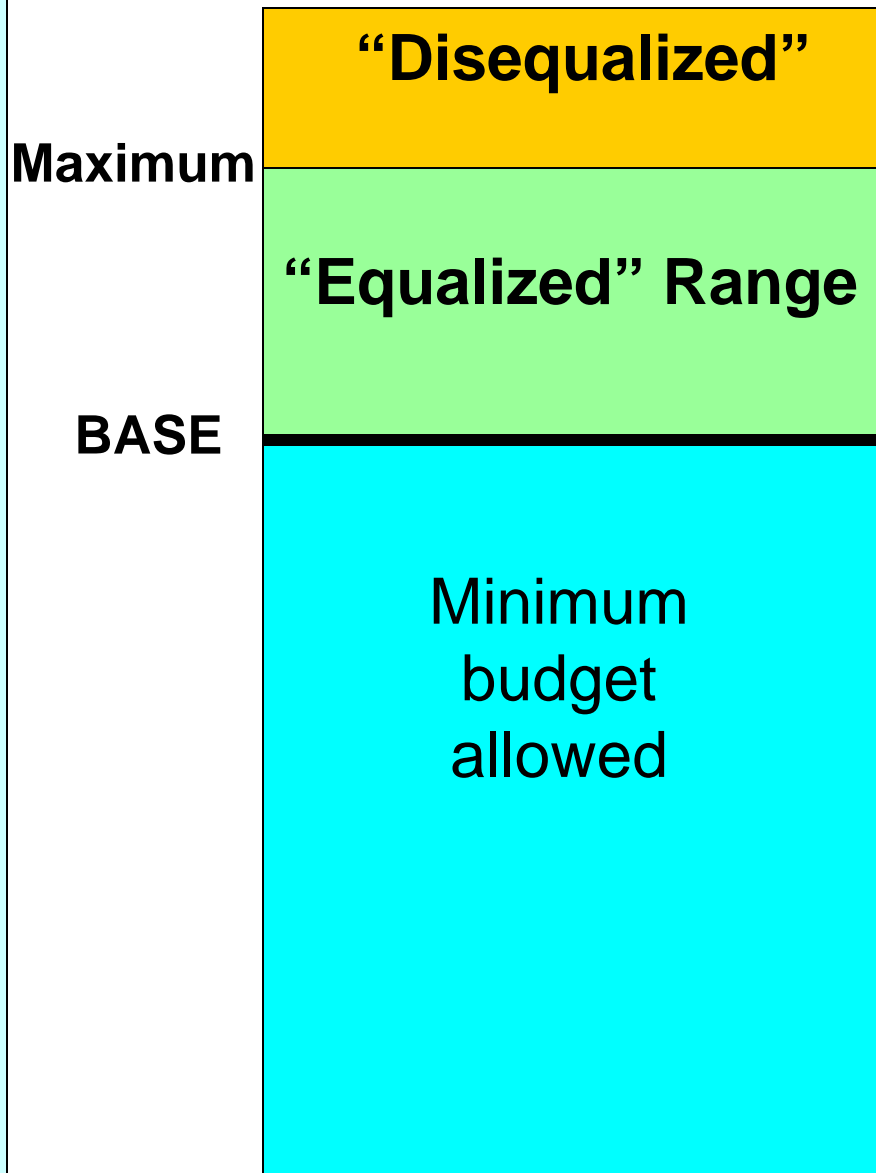 “Disequalized”
Maximum
“Equalized” Range
BASE
Minimum
budget
allowed